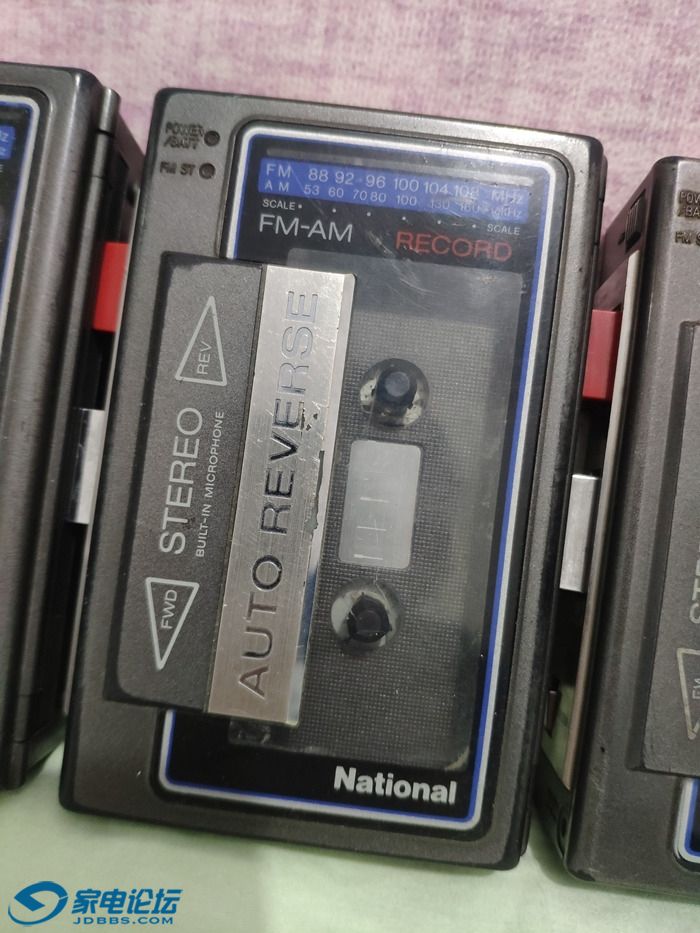 POWER
/BATT
FM ST
FM 88 92 96 100 104 108 MHz
AM 53 60 70 80 100 130 160 kHz
SCALE
SCALE
FM-AM
RECORD
REV
STEREO
BUILT-IN MICROPHONE
FWD
AUTO REVERSE
National
家电论坛
JDBBS.COM